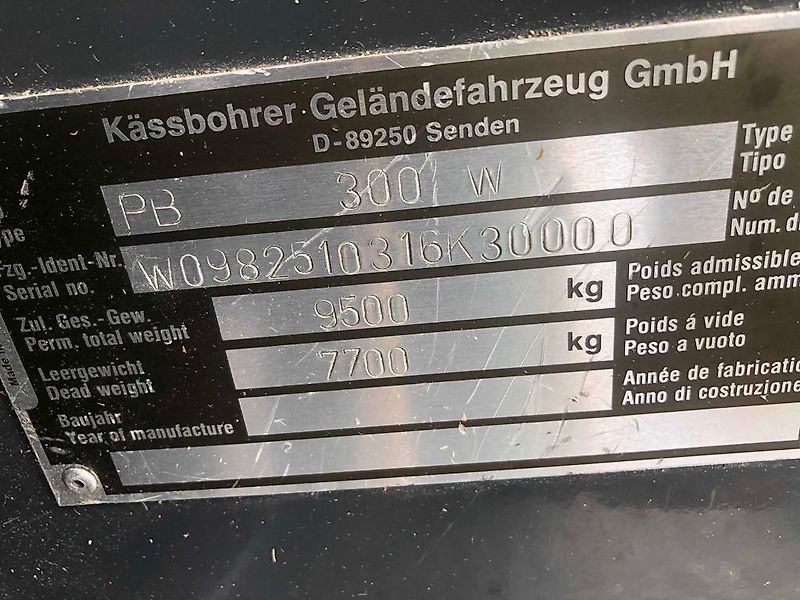 Kässbohrer Geländefahrzeug GmbH
D-89250 Senden
PB 300 W Type
Tipo
Fzg.-Ident-Nr. W0982510316K30000 Nº de
Serial no. Num. di
Zul. Ges.-Gew. 9500 kg Poids admissible
Perm. total weight Peso compl. amm
Leergewicht 7700 kg Poids á vide
Dead weight Peso a vuoto
Baujahr Année de fabricatio
Year of manufacture Anno di costruzione